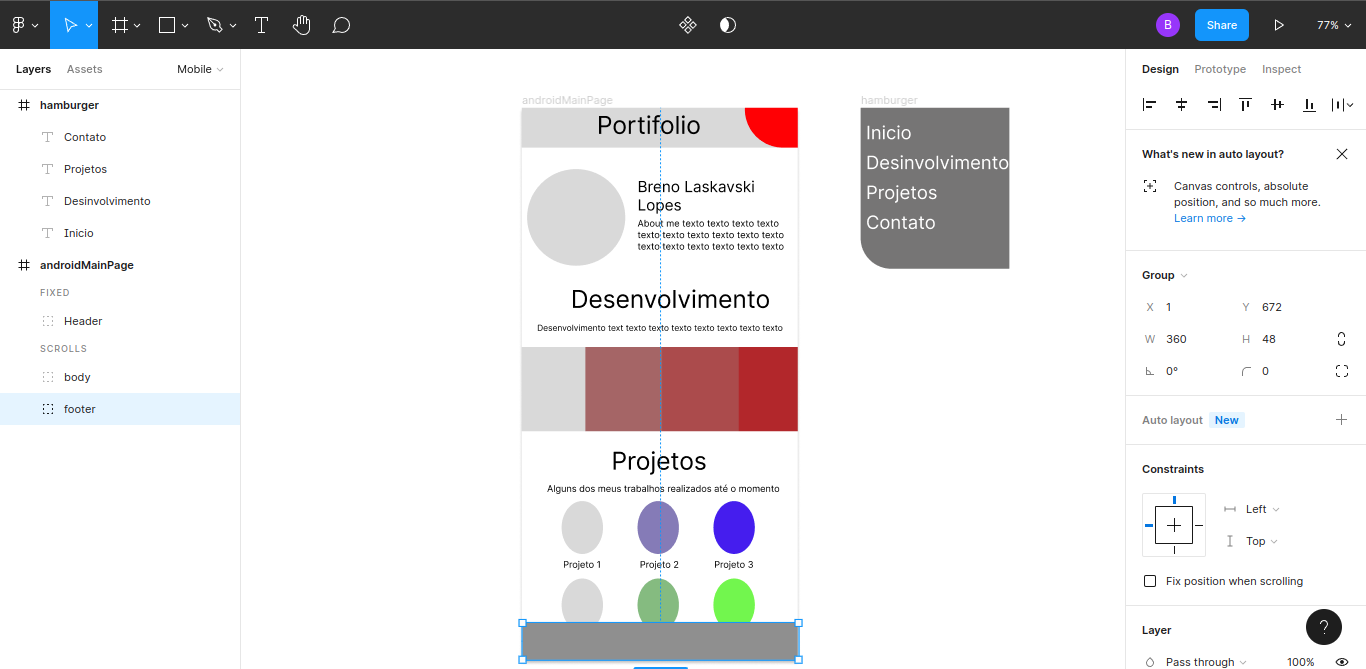 B
Share
77%
Layers
Assets
Mobile
hamburger
Contato
Projetos
Desinvolvimento
Inicio
androidMainPage
FIXED
Header
SCROLLS
body
footer
androidMainPage
Portifolio
Breno Laskavski
Lopes
About me texto texto texto texto
texto texto texto texto texto texto
texto texto texto texto texto texto
Desenvolvimento
Desenvolvimento text texto texto texto texto texto texto texto
Projetos
Alguns dos meus trabalhos realizados até o momento
Projeto 1
Projeto 2
Projeto 3
hamburger
Inicio
Desinvolvimento
Projetos
Contato
Design
Prototype
Inspect
What's new in auto layout?
Canvas controls, absolute
position, and so much more.
Learn more →
Group
X 1
Y 672
W 360
H 48
0°
0
Auto layout
New
Constraints
Left
Top
Fix position when scrolling
Layer
?
Pass through
100%